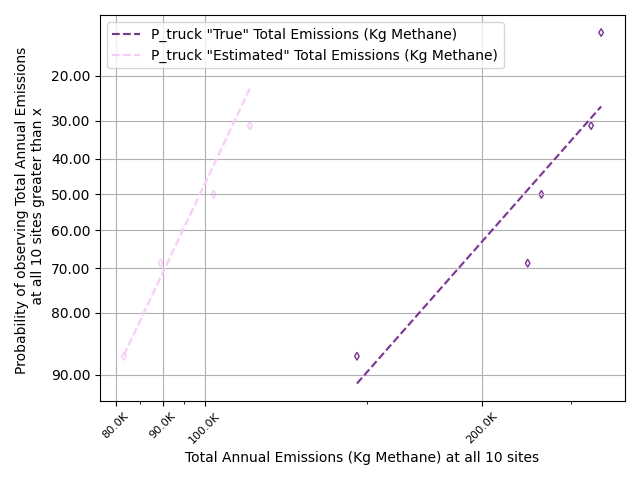 P_truck "True" Total Emissions (Kg Methane)
P_truck "Estimated" Total Emissions (Kg Methane)
Probability of observing Total Annual Emissions
at all 10 sites greater than x
20.00
30.00
40.00
50.00
60.00
70.00
80.00
90.00
80.0K
90.0K
100.0K
200.0K
Total Annual Emissions (Kg Methane) at all 10 sites